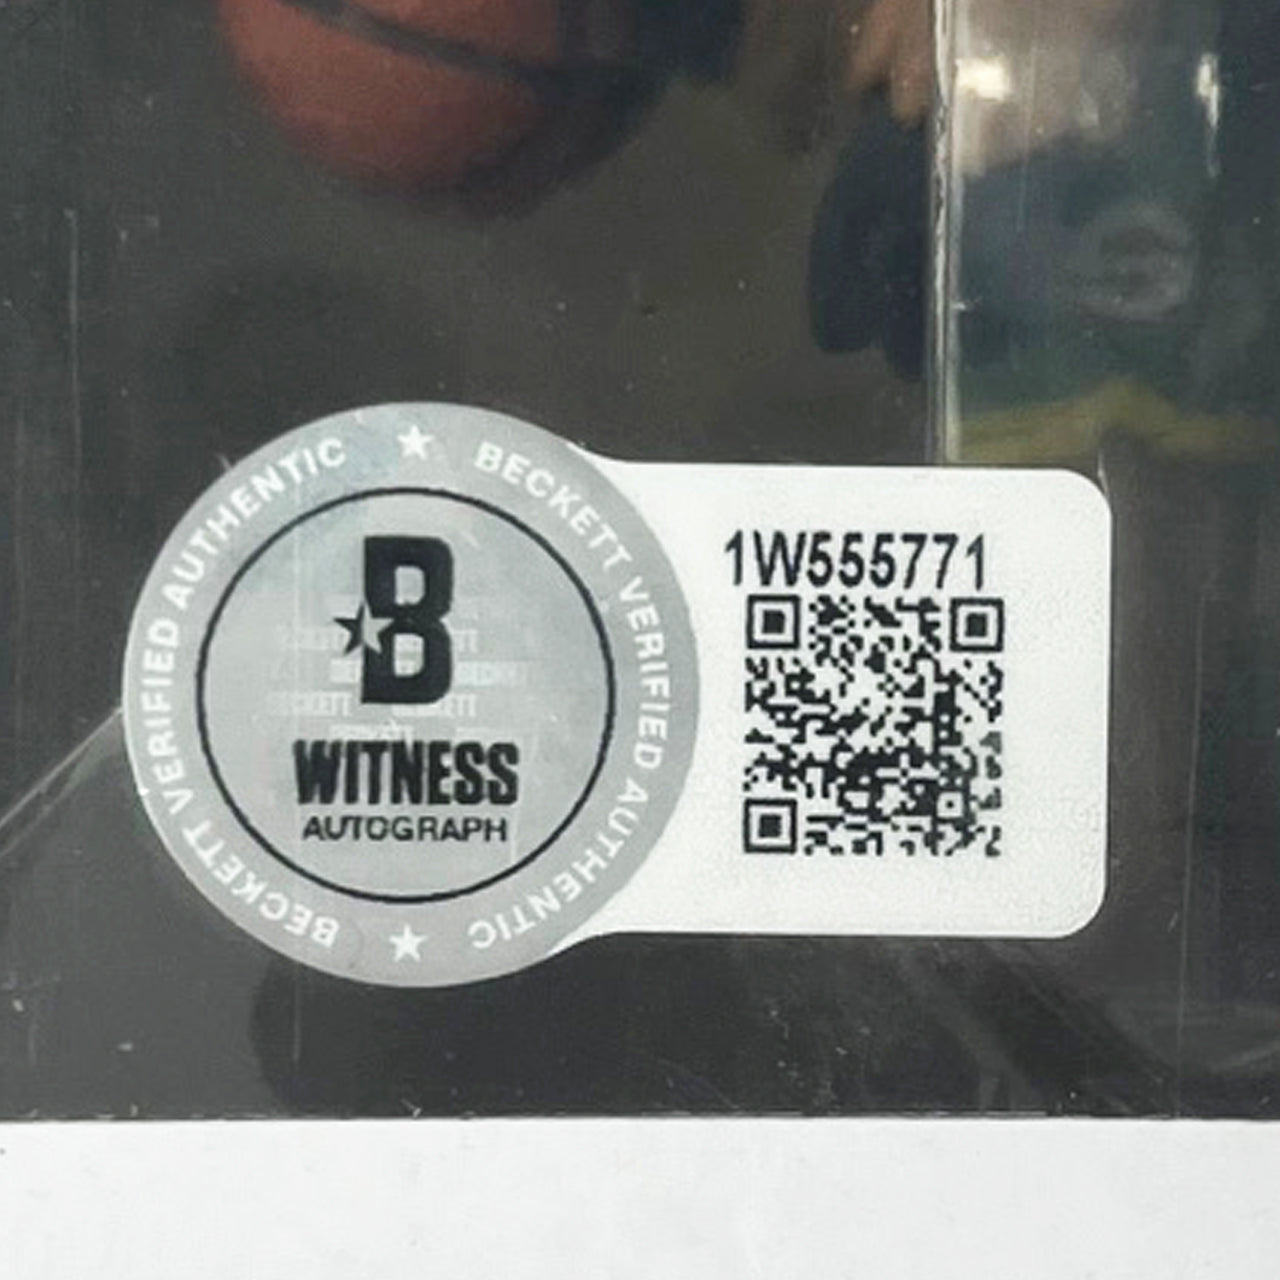 BECKETT VERIFIED AUTHENTIC ★ BECKETT VERIFIED AUTHENTIC ★
B
WITNESS
AUTOGRAPH
1W555771